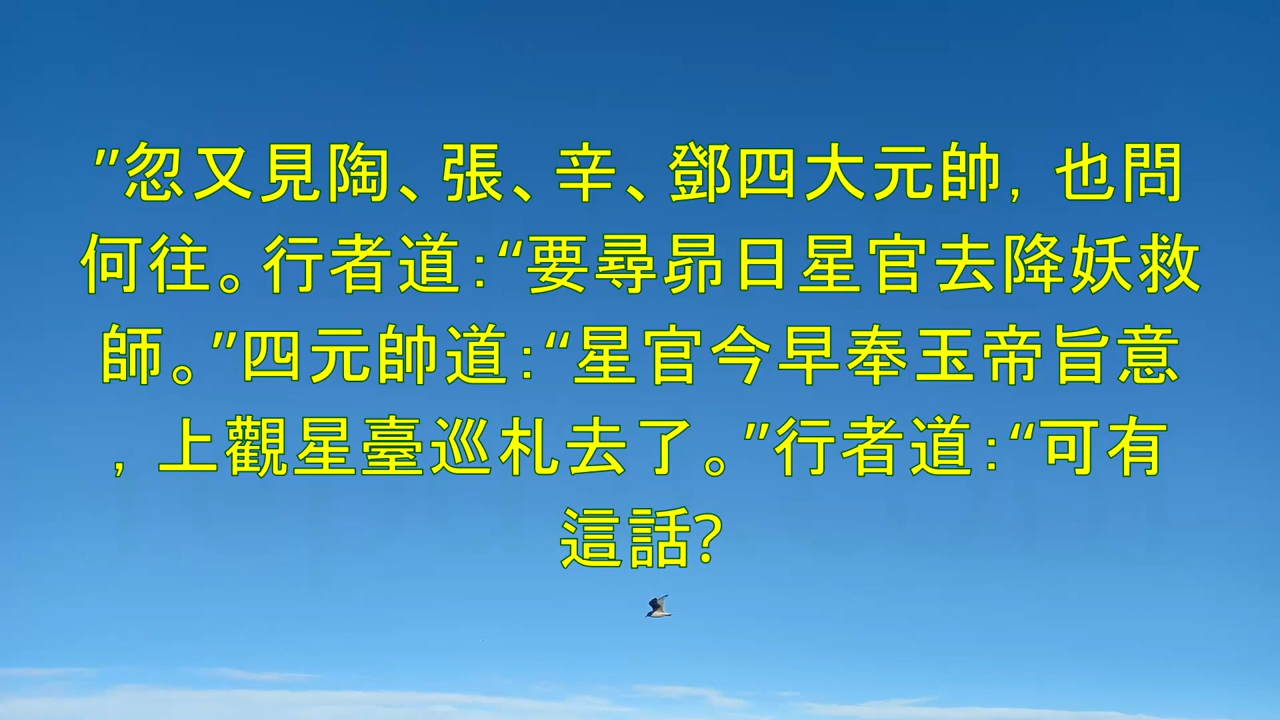 ”忽又見陶、張、辛、鄧四大元帥，也問
何往。行者道：“要尋昴日星官去降妖救
師。”四元帥道：“星官今早奉玉帝旨意
，上觀星臺巡札去了。”行者道：“可有
這話？